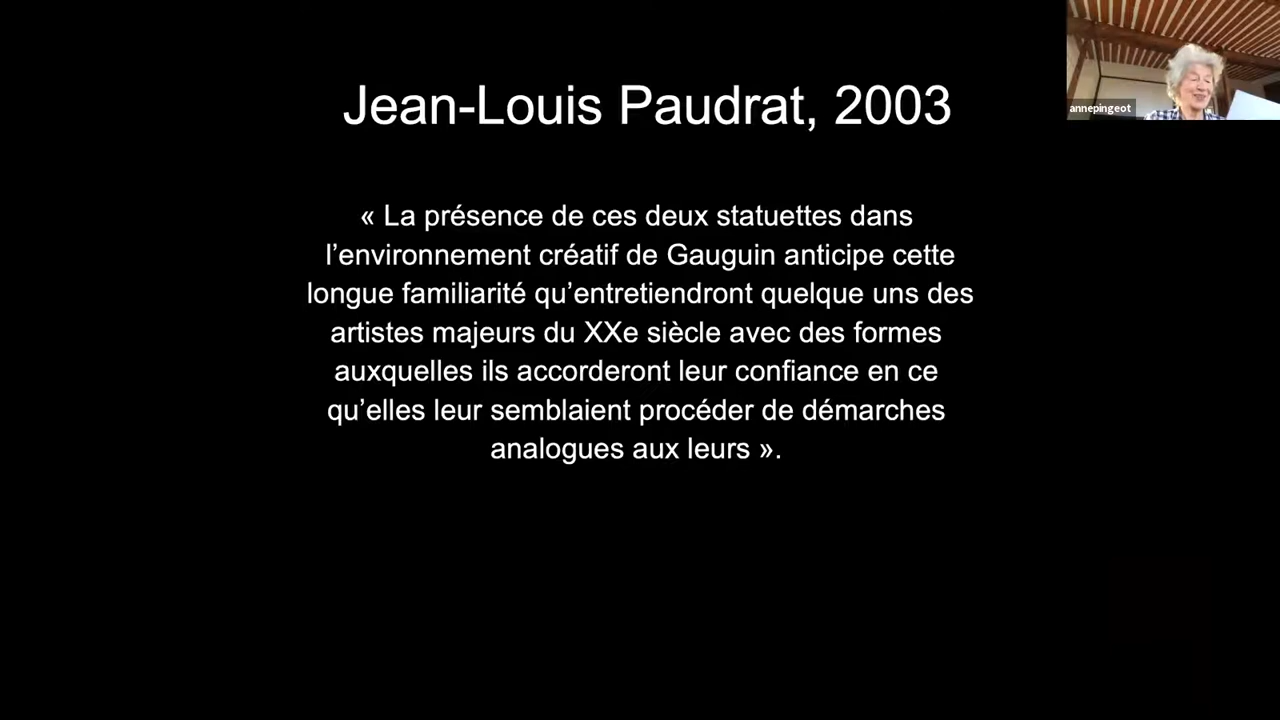 Jean-Louis Paudrat, 2003
annepingeot
« La présence de ces deux statuettes dans
l’environnement créatif de Gauguin anticipe cette
longue familiarité qu’entretiendront quelque uns des
artistes majeurs du XXe siècle avec des formes
auxquelles ils accorderont leur confiance en ce
qu’elles leur semblaient procéder de démarches
analogues aux leurs ».